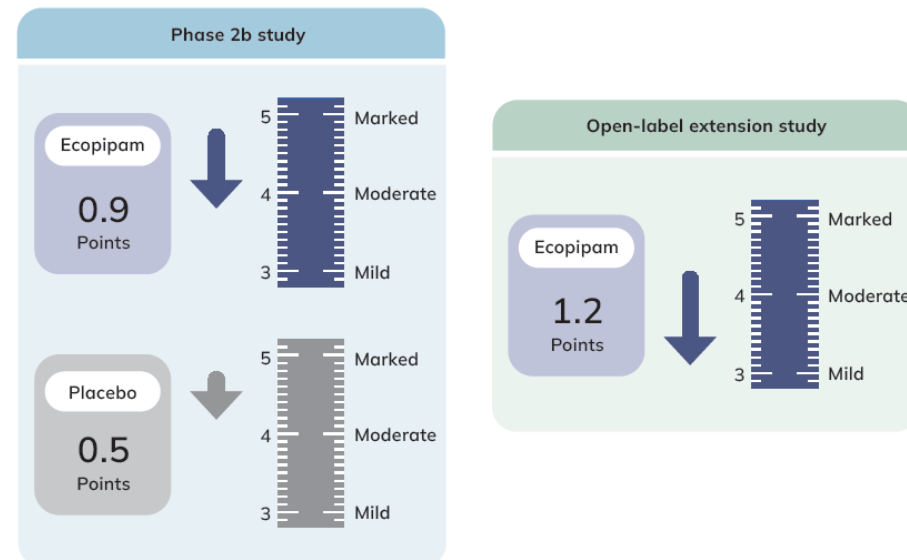 Phase 2b study
Ecopipam
0.9
Points
5 Marked
4 Moderate
3 Mild
Placebo
0.5
Points
5 Marked
4 Moderate
3 Mild
Open-label extension study
Ecopipam
1.2
Points
5 Marked
4 Moderate
3 Mild